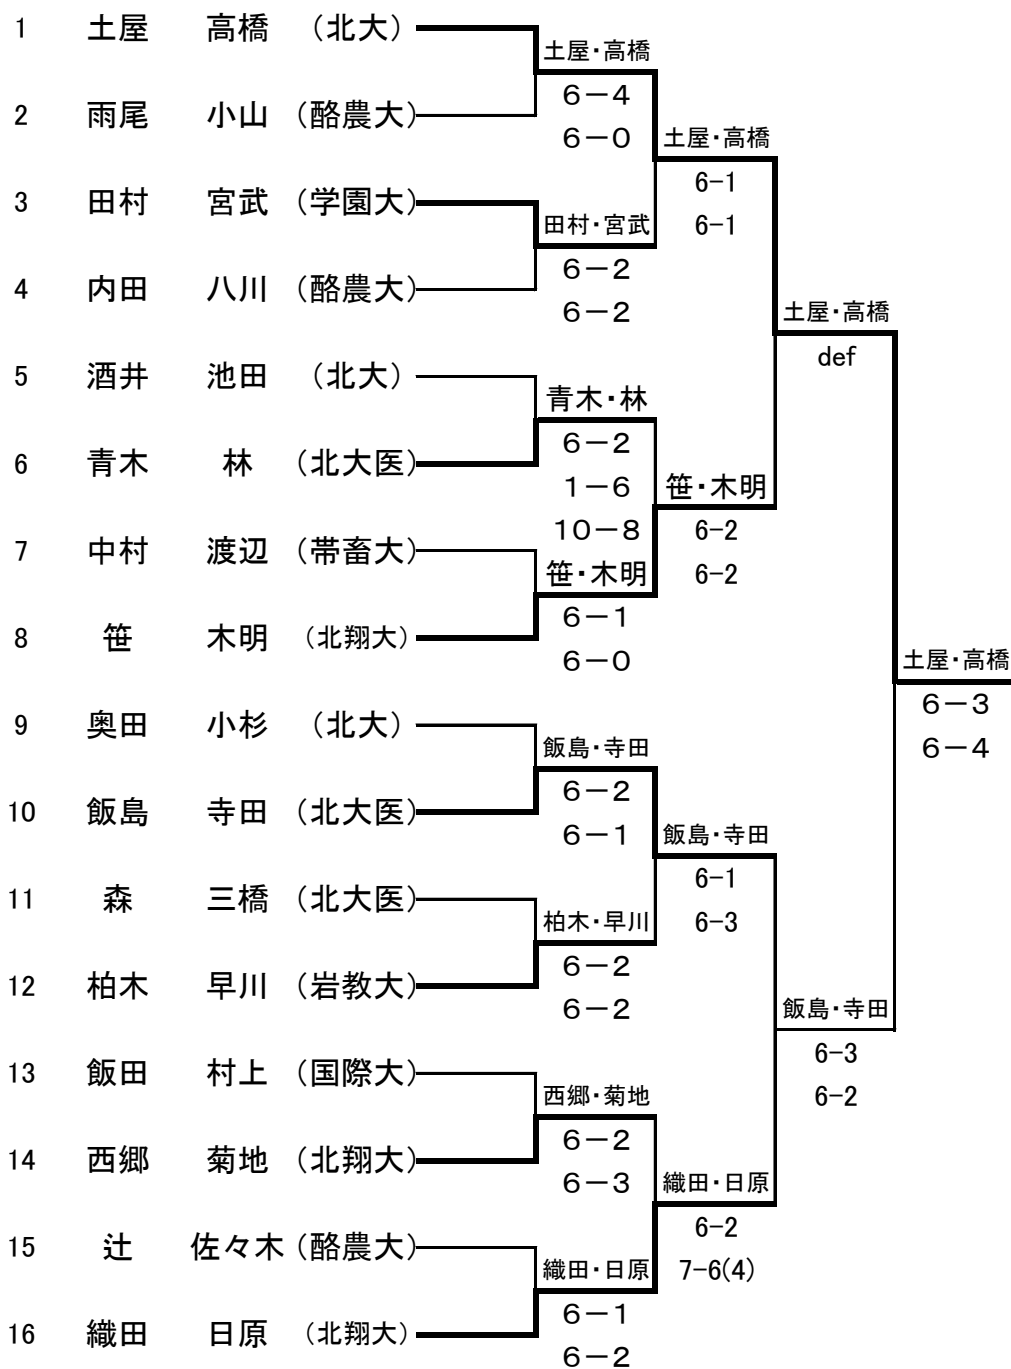 1 土屋 高橋 (北大)
土屋・高橋
6－4
2 雨尾 小山 (酪農大)
6－0
土屋・高橋
6-1
3 田村 宮武 (学園大)
田村・宮武
6-1
6－2
4 内田 八川 (酪農大)
6－2
土屋・高橋
def
5 酒井 池田 (北大)
青木・林
6－2
6 青木 林 (北大医)
1－6
笹・木明
10－8
6-2
7 中村 渡辺 (帯畜大)
笹・木明
6-2
6－1
8 笹 木明 (北翔大)
6－0
土屋・高橋
6－3
9 奥田 小杉 (北大)
飯島・寺田
6－4
6－2
10 飯島 寺田 (北大医)
6－1
飯島・寺田
6-1
11 森 三橋 (北大医)
柏木・早川
6-3
6－2
12 柏木 早川 (岩教大)
6－2
飯島・寺田
6-3
13 飯田 村上 (国際大)
西郷・菊地
6-2
6－2
14 西郷 菊地 (北翔大)
6－3
織田・日原
6-2
15 辻 佐々木 (酪農大)
織田・日原
7-6(4)
6－1
16 織田 日原 (北翔大)
6－2